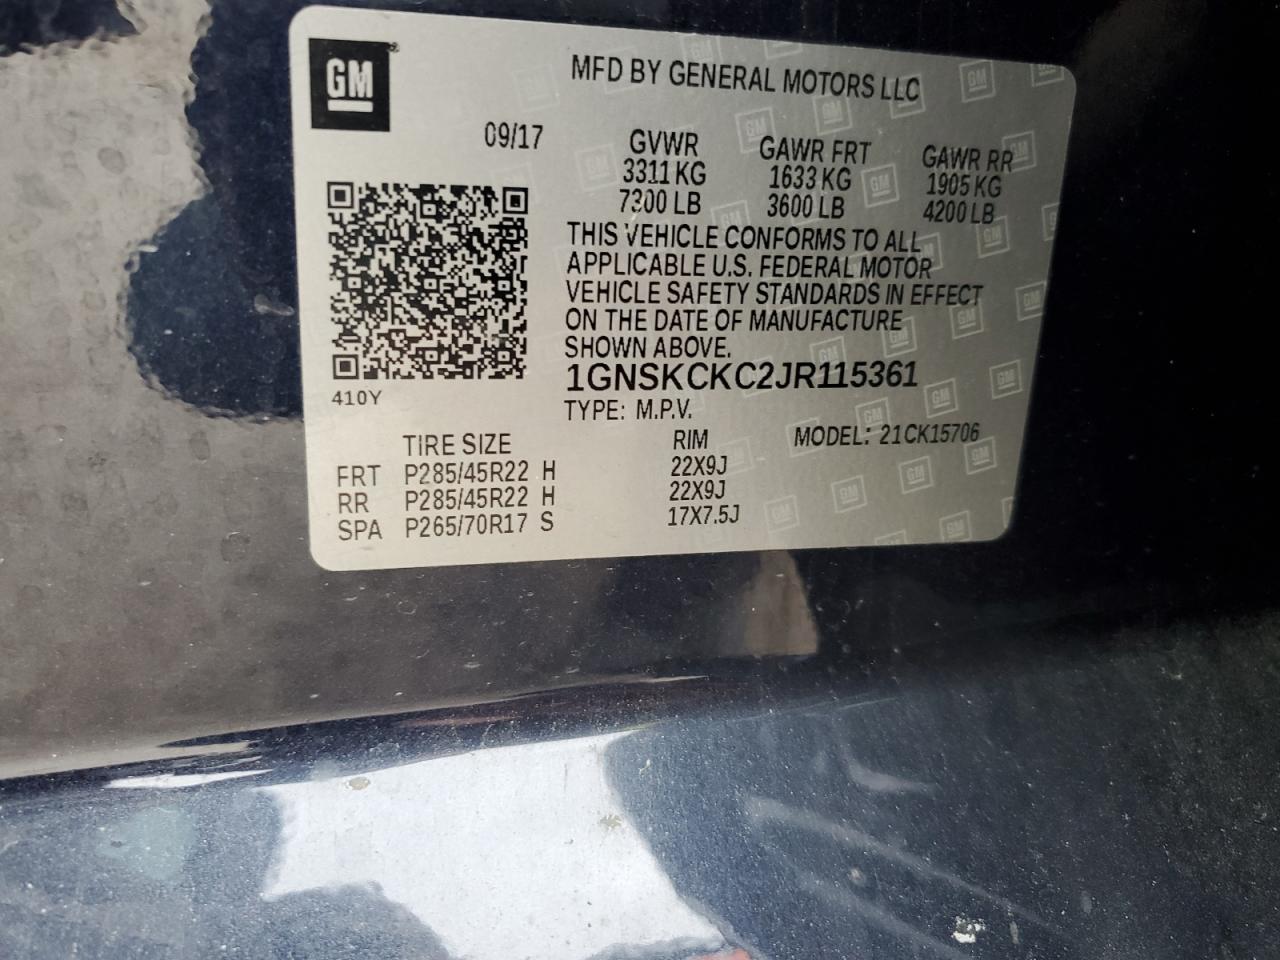 GM
MFD BY GENERAL MOTORS LLC
09/17 GVWR GAWR FRT GAWR RR
3311 KG 1633 KG 1905 KG
7300 LB 3600 LB 4200 LB
THIS VEHICLE CONFORMS TO ALL
APPLICABLE U.S. FEDERAL MOTOR
VEHICLE SAFETY STANDARDS IN EFFECT
ON THE DATE OF MANUFACTURE
SHOWN ABOVE.
1GNSKCKC2JR115361
410Y
TYPE: M.P.V.
TIRE SIZE RIM MODEL: 21CK15706
FRT P285/45R22 H 22X9J
RR P285/45R22 H 22X9J
SPA P265/70R17 S 17X7.5J